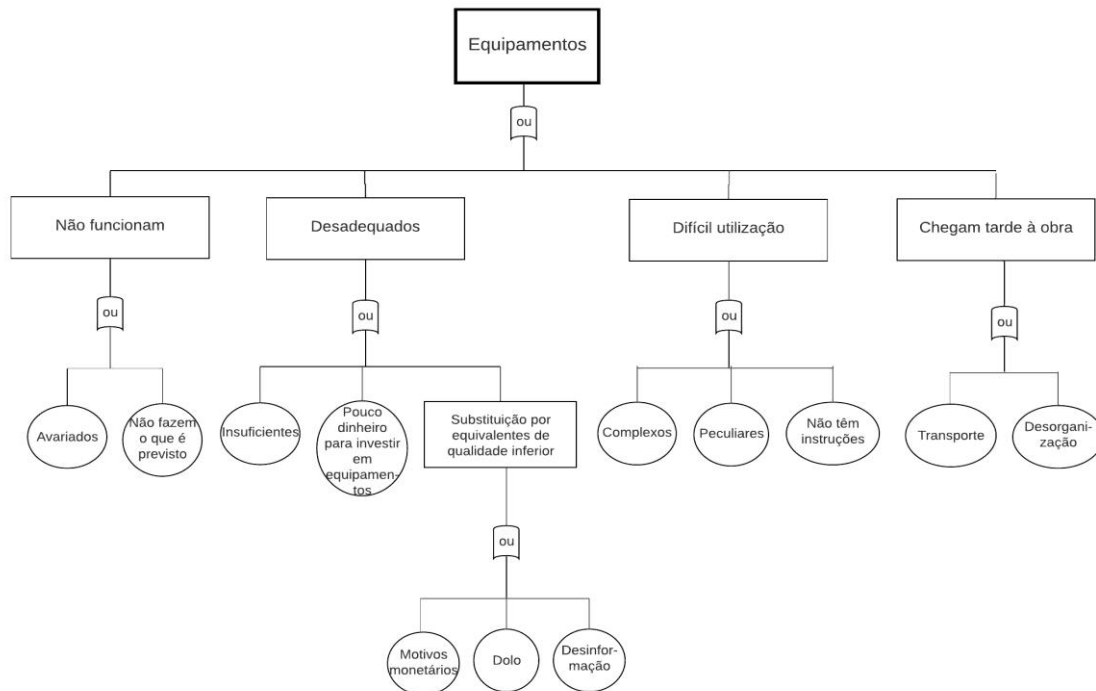 Equipamentos
ou
Não funcionam
Desadequados
Difícil utilização
Chegam tarde à obra
ou
ou
ou
ou
Avariados
Não fazem
o que é
previsto
Insuficientes
Pouco
dinheiro
para investir
em
equipamen-
tos
Substituição por
equivalentes de
qualidade inferior
Complexos
Peculiares
Não têm
instruções
Transporte
Desorgani-
zação
ou
Motivos
monetários
Dolo
Desinfor-
mação